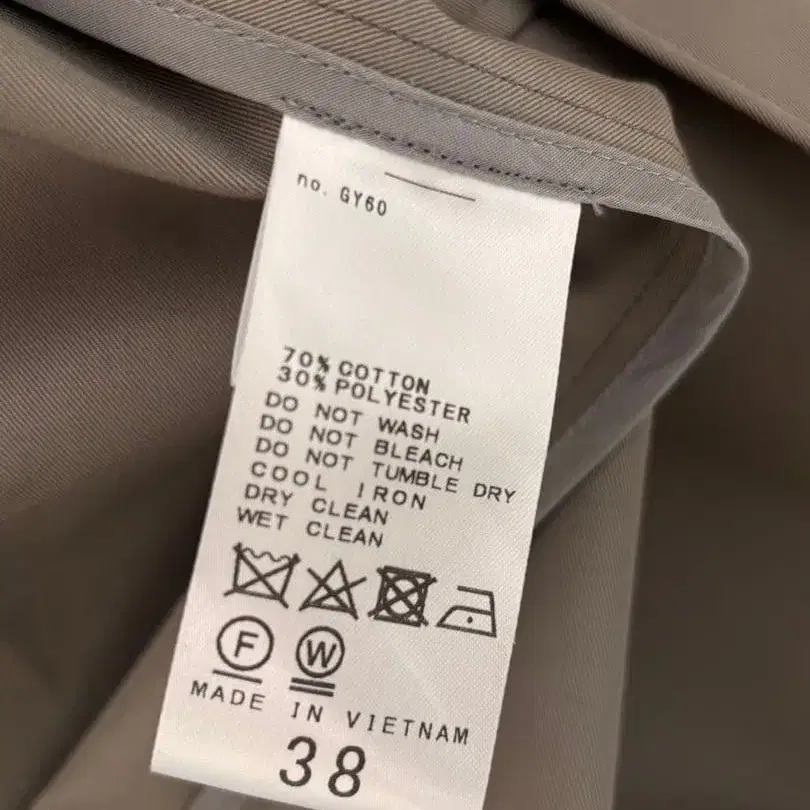 no. GY60
70% COTTON
30% POLYESTER
DO NOT WASH
DO NOT BLEACH
DO NOT TUMBLE DRY
COOL IRON
DRY CLEAN
WET CLEAN
F W
MADE IN VIETNAM
38